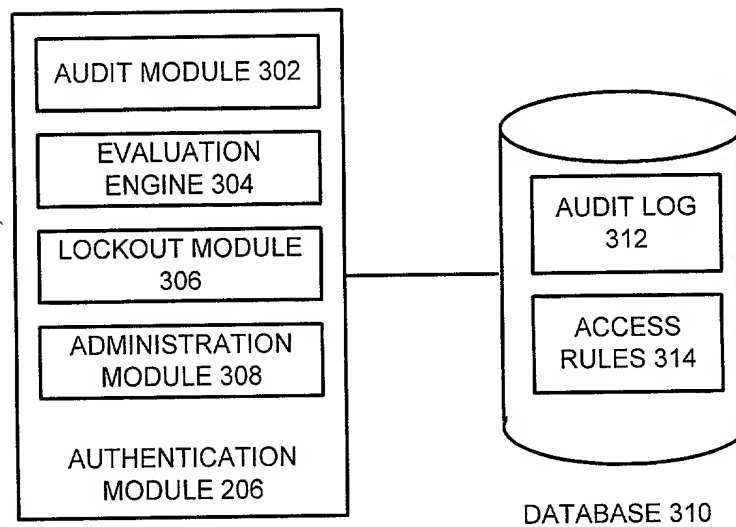 AUDIT MODULE 302
EVALUATION
ENGINE 304
LOCKOUT MODULE
306
ADMINISTRATION
MODULE 308
AUTHENTICATION
MODULE 206
AUDIT LOG
312
ACCESS
RULES 314
DATABASE 310